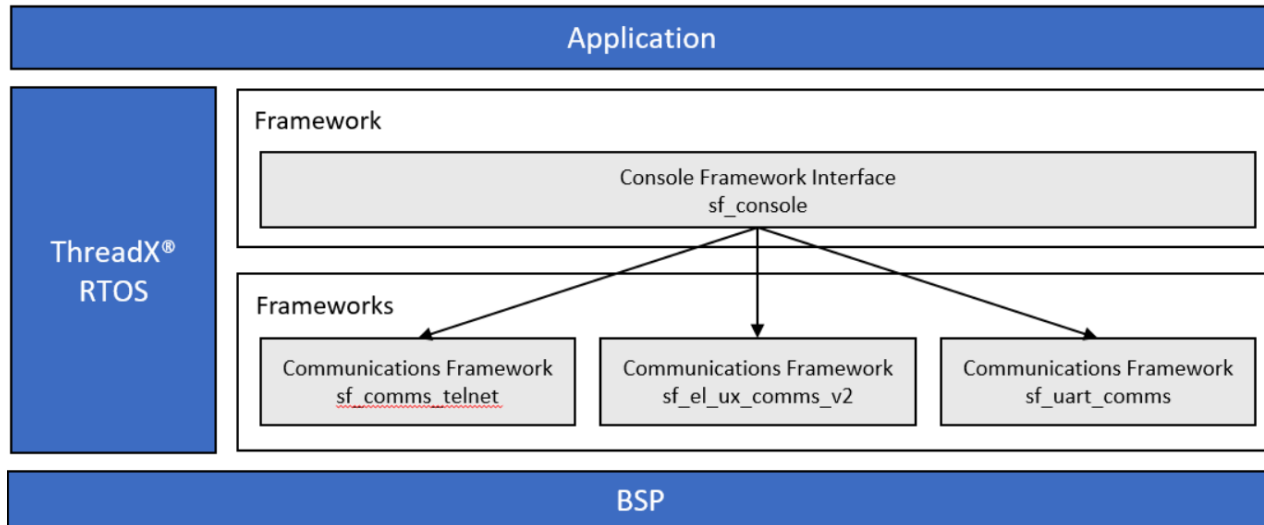 Application
ThreadX®
RTOS
Framework
Console Framework Interface
sf_console
Frameworks
Communications Framework
sf_comms_telnet
Communications Framework
sf_el_ux_comms_v2
Communications Framework
sf_uart_comms
BSP